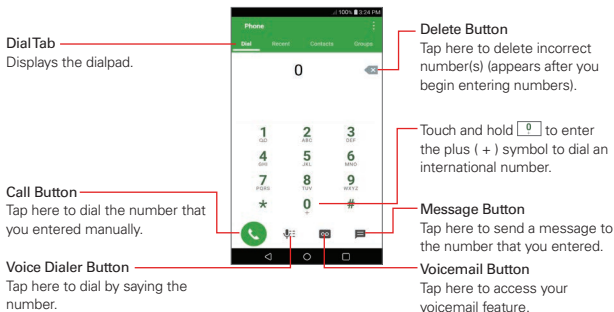 Dial Tab
Displays the dialpad.
Call Button
Tap here to dial the number that
you entered manually.
Voice Dialer Button
Tap here to dial by saying the
number.
100% 3:24 PM
Phone
Dial Recent Contacts Groups
0
1 2 3
QO ABC DEF
4 5 6
GHI JKL MNO
7 8 9
PQRS TUV WXYZ
* 0 #
+
Delete Button
Tap here to delete incorrect
number(s) (appears after you
begin entering numbers).
Touch and hold 0 to enter
the plus ( + ) symbol to dial an
international number.
Message Button
Tap here to send a message to
the number that you entered.
Voicemail Button
Tap here to access your
voicemail feature.